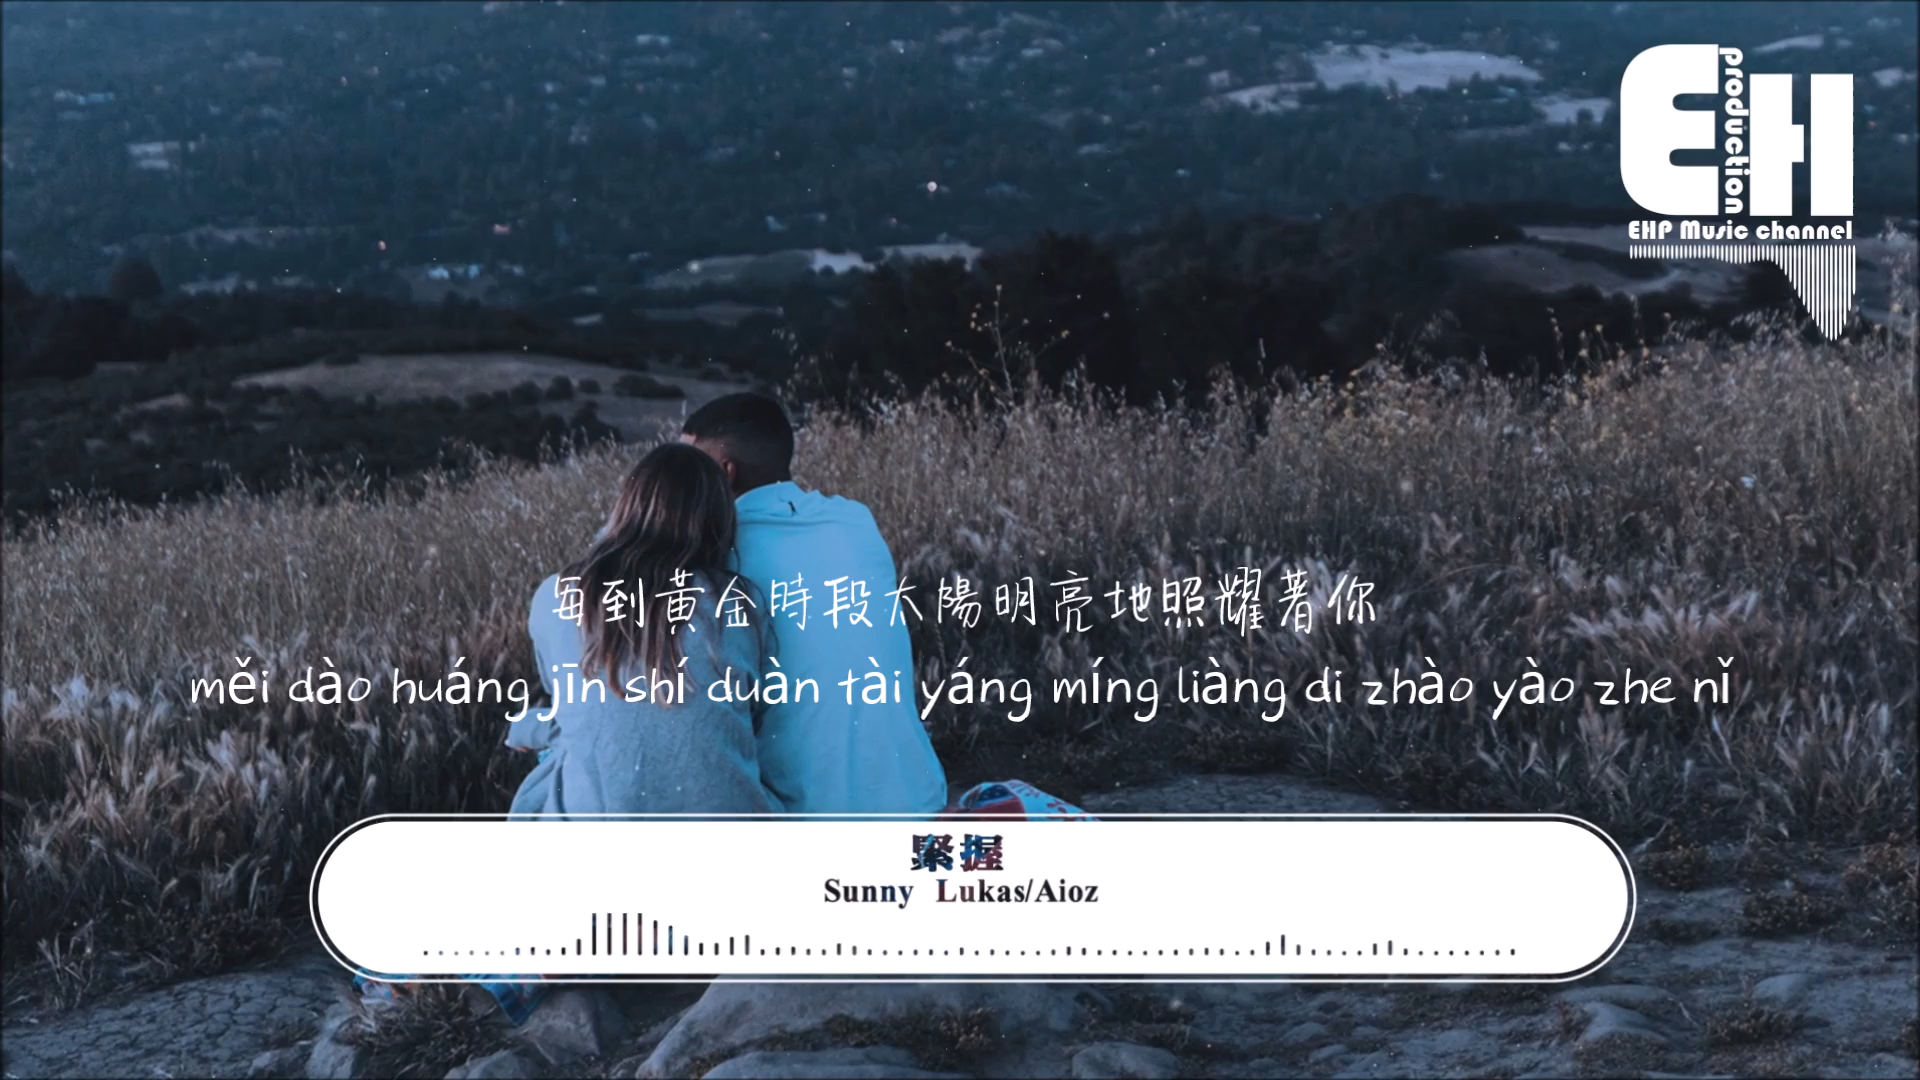 EH
production
EHP Music channel
每到黃金時段太陽明亮地照耀著你
měi dào huáng jīn shí duàn tài yáng míng liàng di zhào yào zhe nǐ
緊握
Sunny Lukas/Aioz